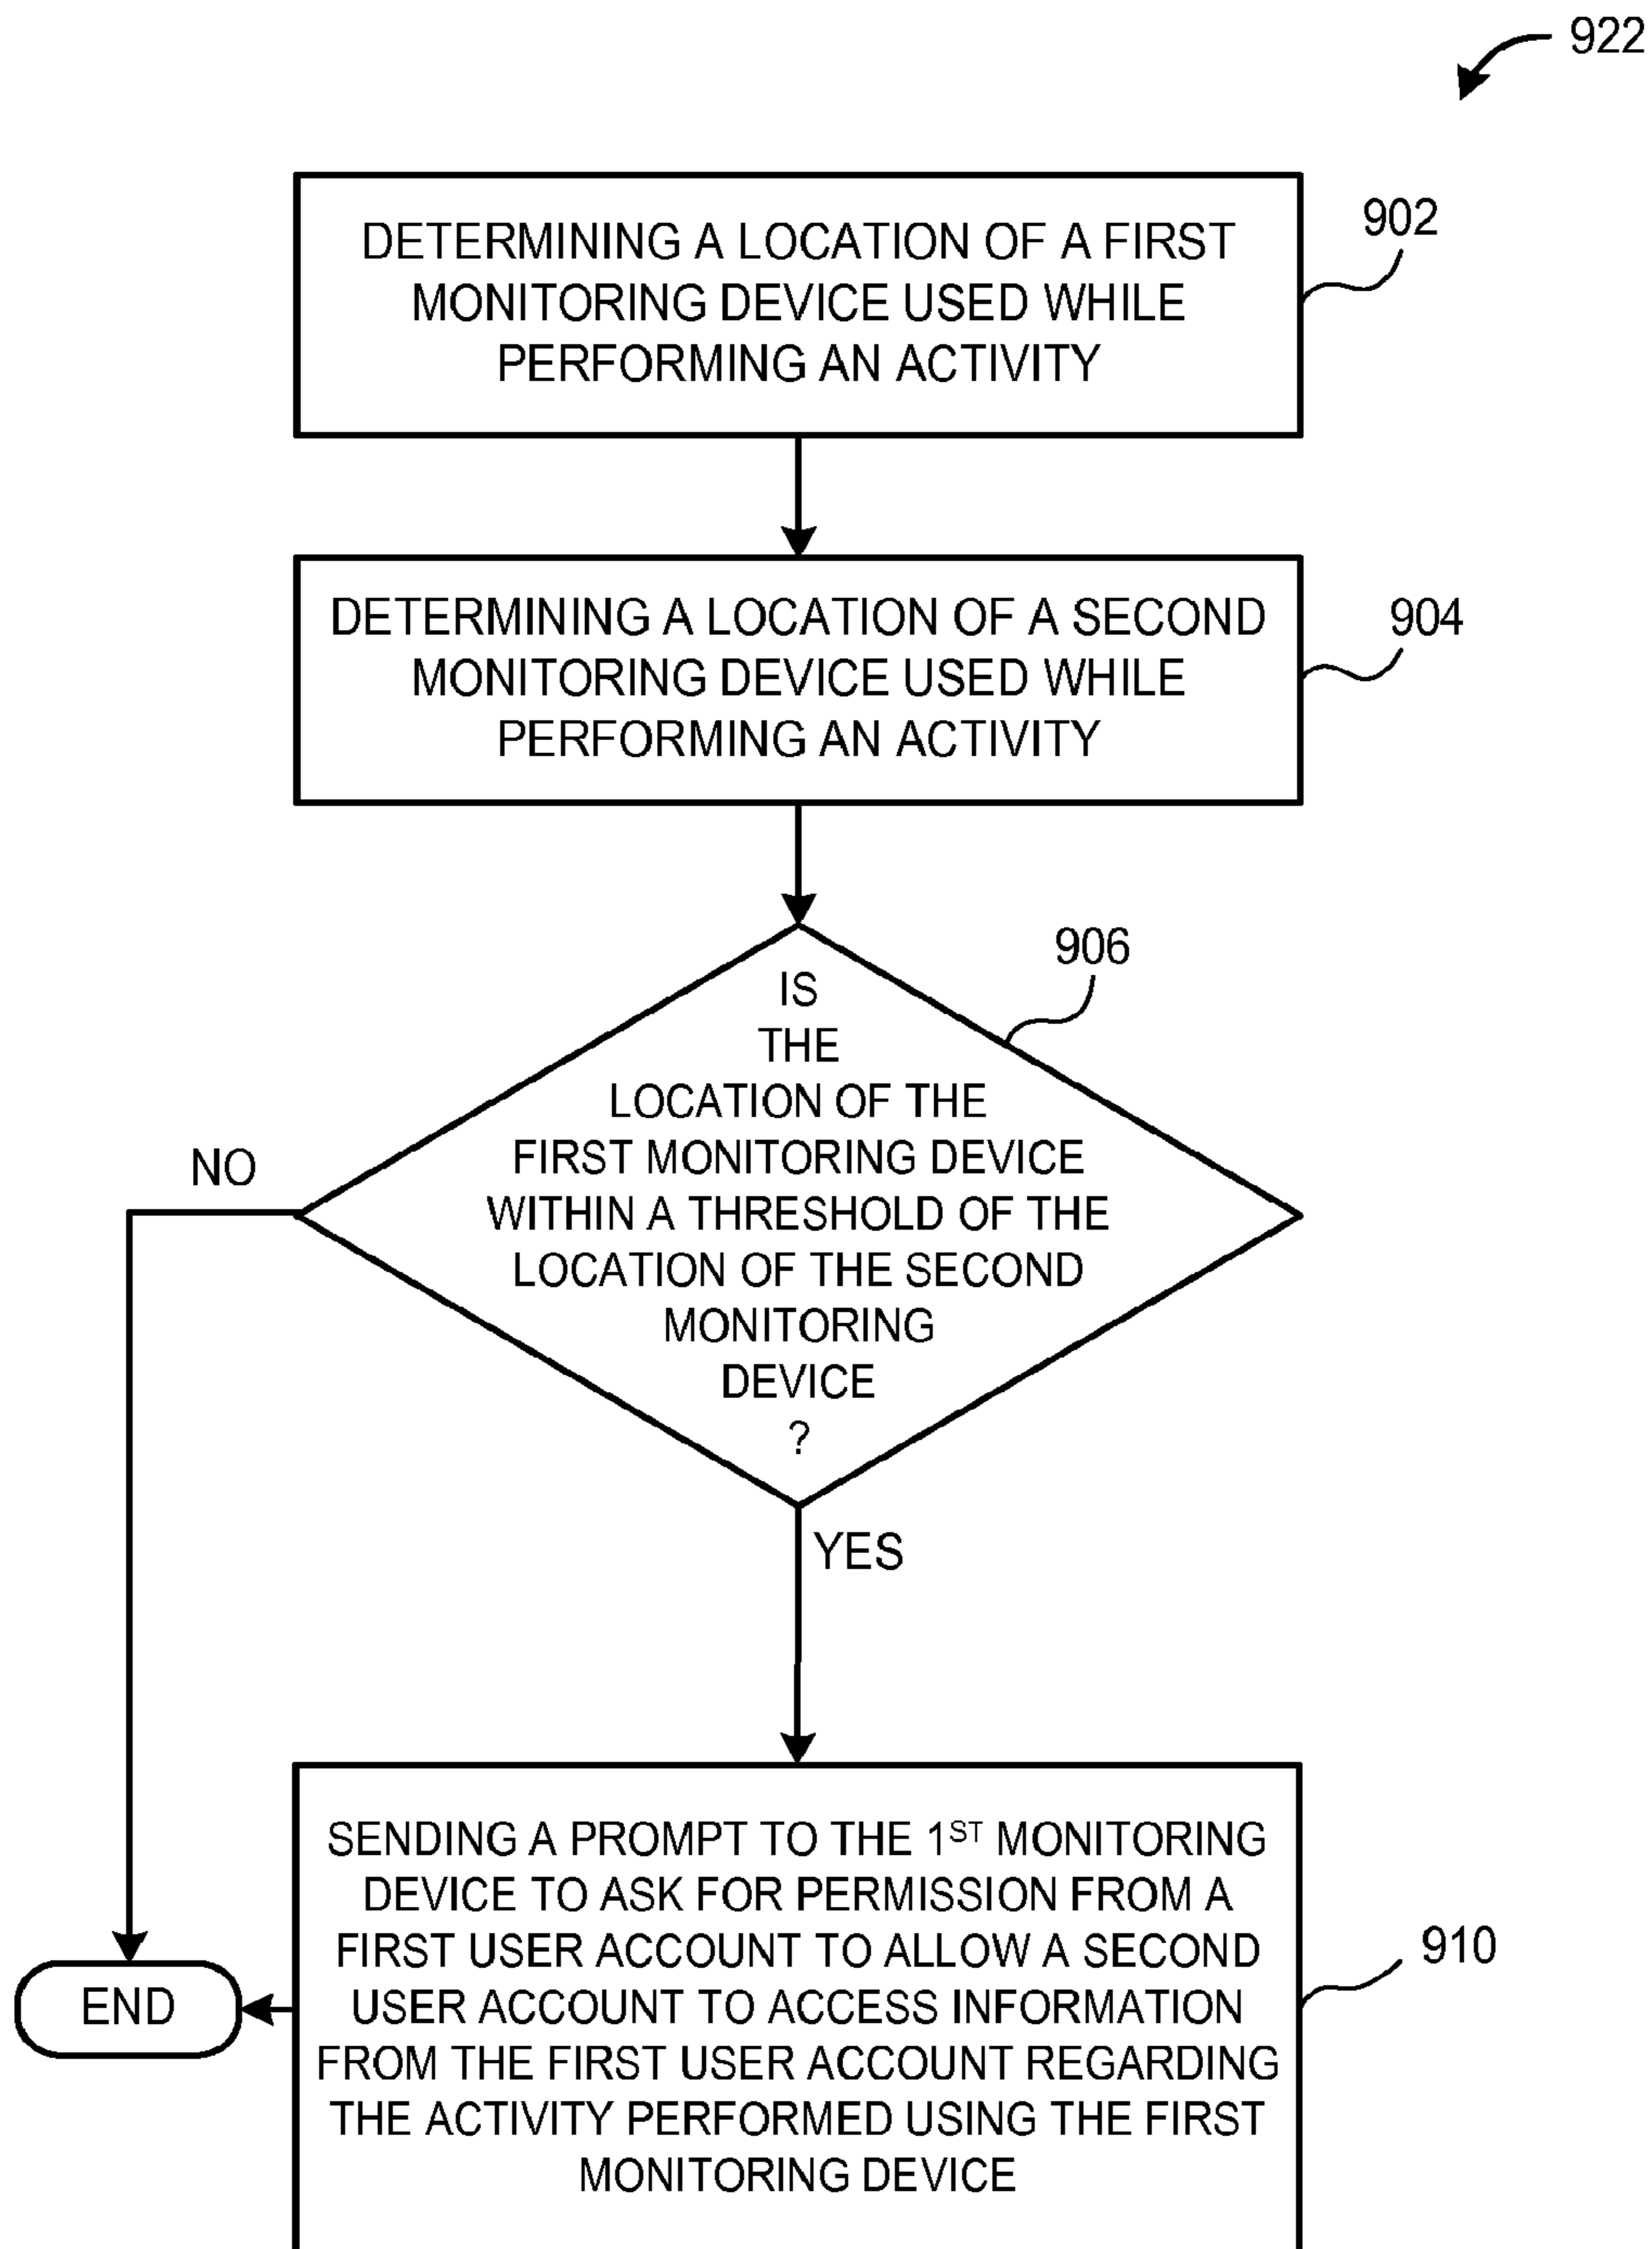 922
DETERMINING A LOCATION OF A FIRST
MONITORING DEVICE USED WHILE
PERFORMING AN ACTIVITY
902
DETERMINING A LOCATION OF A SECOND
MONITORING DEVICE USED WHILE
PERFORMING AN ACTIVITY
904
906
IS
THE
LOCATION OF THE
FIRST MONITORING DEVICE
WITHIN A THRESHOLD OF THE
LOCATION OF THE SECOND
MONITORING
DEVICE
?
NO
YES
SENDING A PROMPT TO THE 1ST MONITORING
DEVICE TO ASK FOR PERMISSION FROM A
FIRST USER ACCOUNT TO ALLOW A SECOND
USER ACCOUNT TO ACCESS INFORMATION
FROM THE FIRST USER ACCOUNT REGARDING
THE ACTIVITY PERFORMED USING THE FIRST
MONITORING DEVICE
910
END